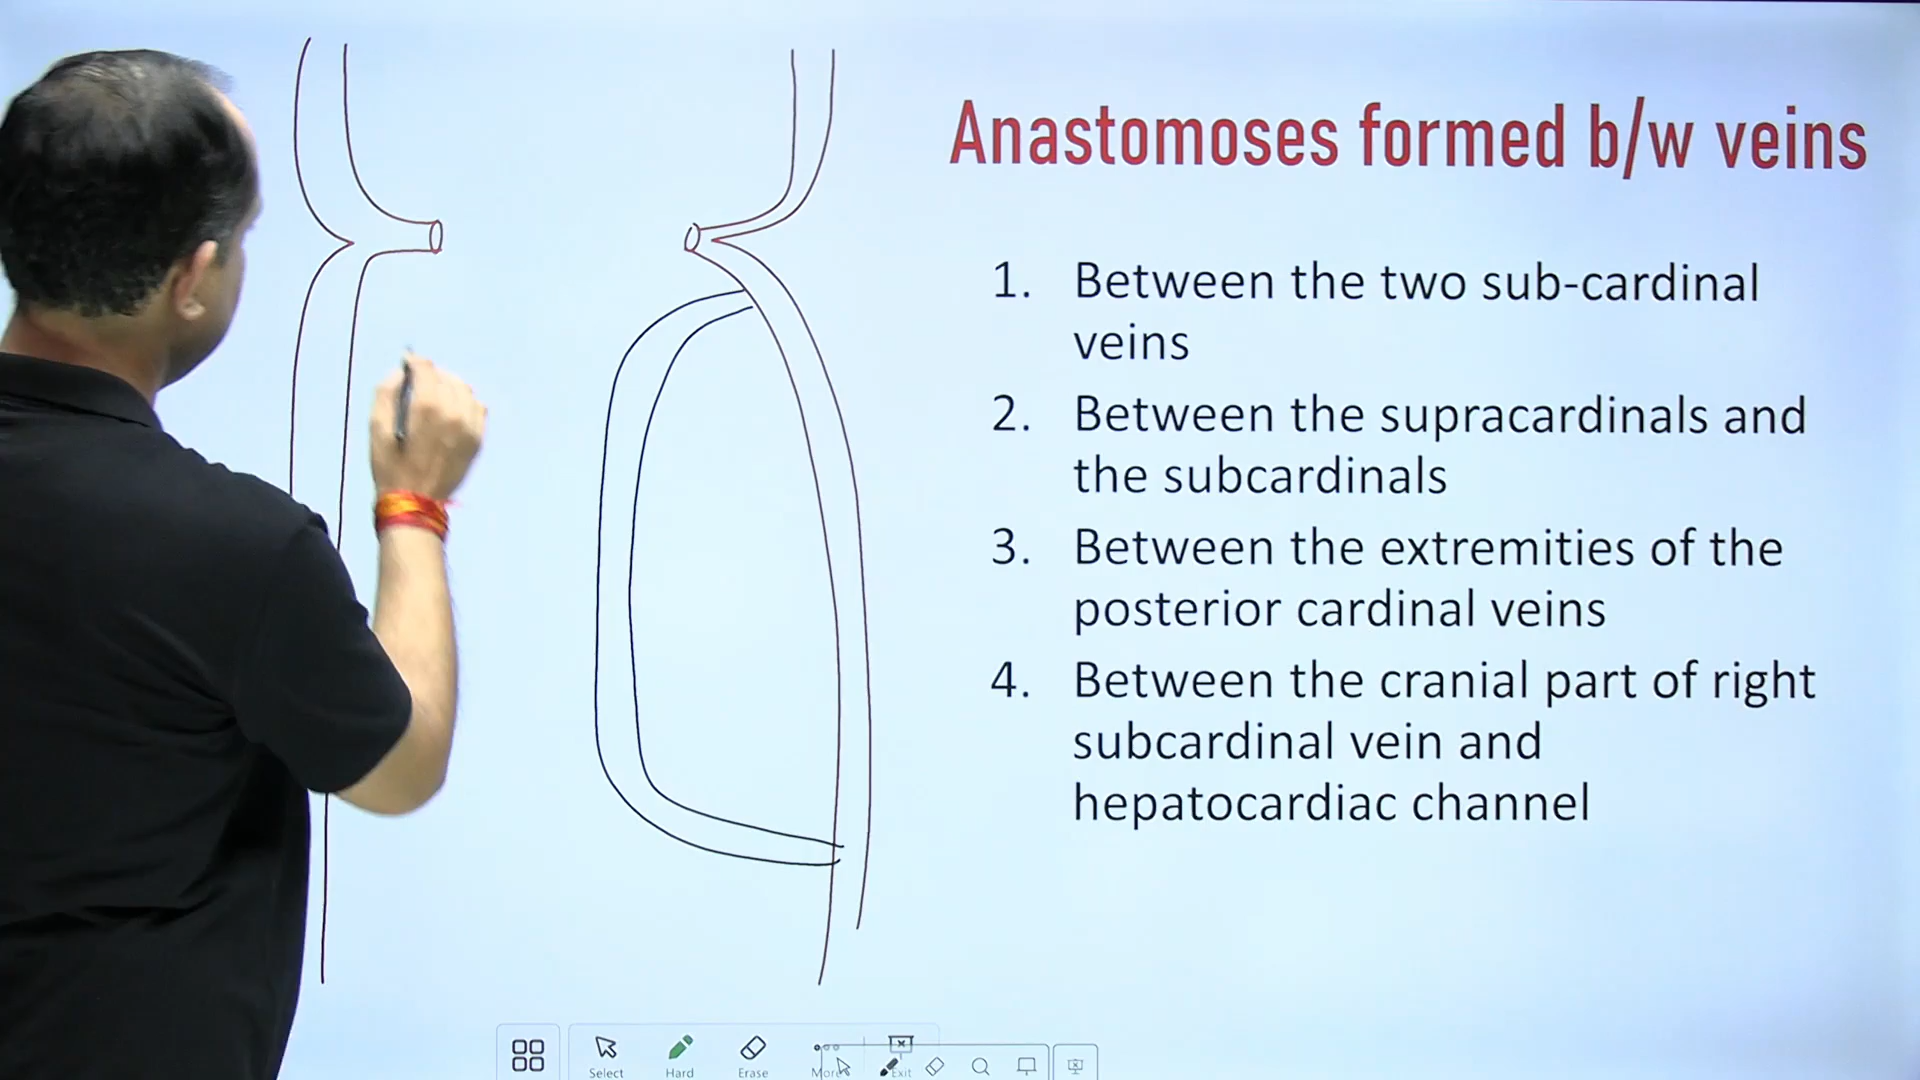 Anastomoses formed b/w veins
1. Between the two sub-cardinal
veins
2. Between the supracardinals and
the subcardinals
3. Between the extremities of the
posterior cardinal veins
4. Between the cranial part of right
subcardinal vein and
hepatocardiac channel
Select Hard Erase More Exit